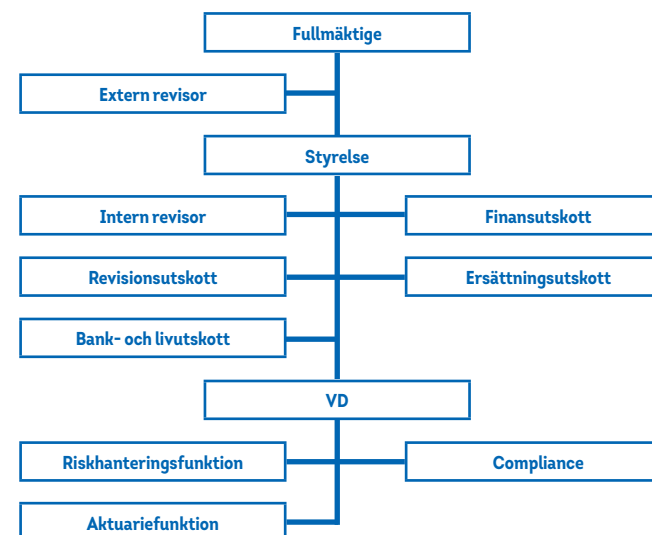 Fullmäktige
Extern revisor
Styrelse
Intern revisor
Finansutskott
Revisionsutskott
Ersättningsutskott
Bank- och livutskott
VD
Riskhanteringsfunktion
Compliance
Aktuariefunktion